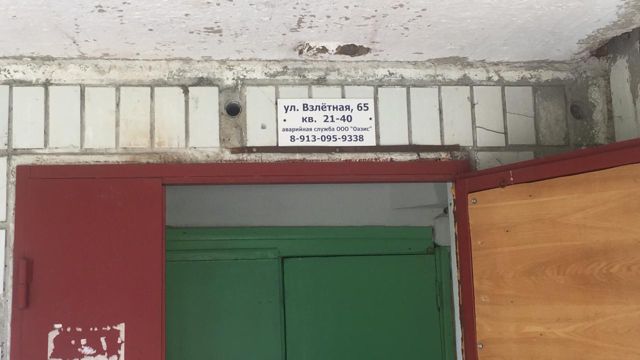 ул. Взлётная, 65
кв. 21-40
аварийная служба ООО "Оазис"
8-913-095-9338